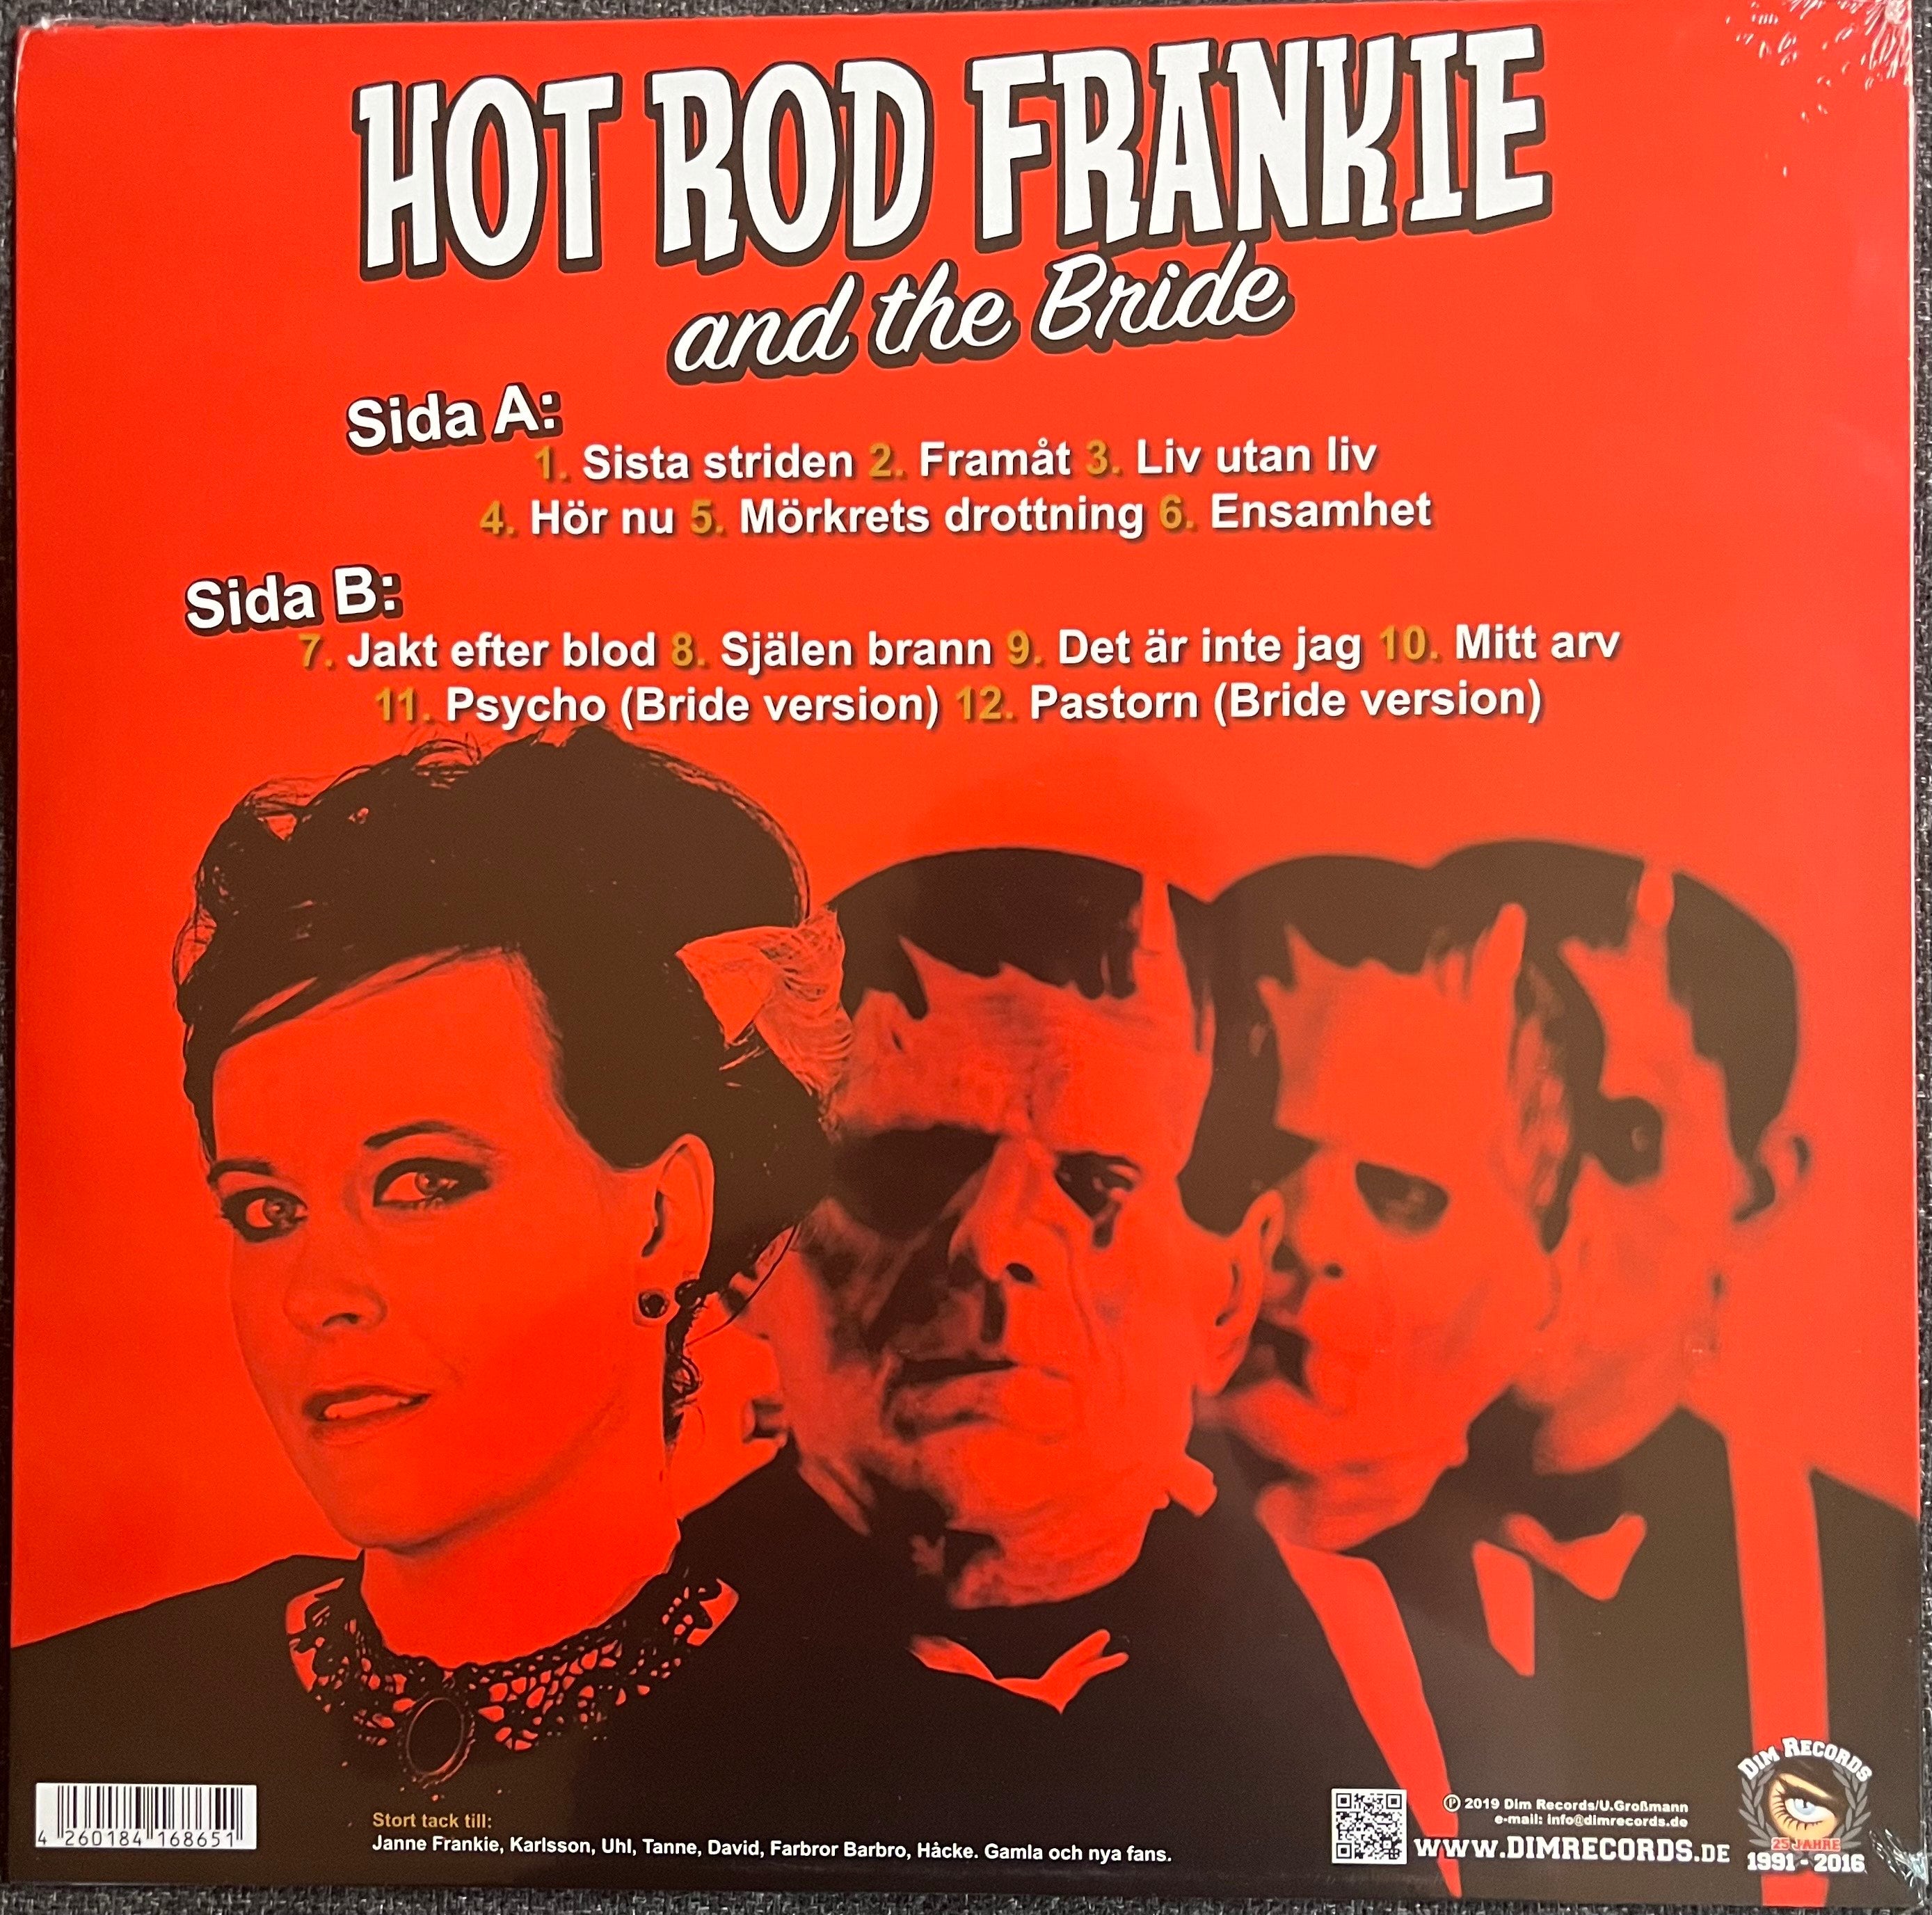 HOT ROD FRANKIE
and the Bride
Sida A:
1. Sista striden 2. Framåt 3. Liv utan liv
4. Hör nu 5. Mörkrets drottning 6. Ensamhet
Sida B:
7. Jakt efter blod 8. Själen brann 9. Det är inte jag 10. Mitt arv
11. Psycho (Bride version) 12. Pastorn (Bride version)
4 260184 168651
Stort tack till:
Janne Frankie, Karlsson, Uhl, Tanne, David, Farbror Barbro, Håcke. Gamla och nya fans.
℗ 2019 Dim Records/U.Großmann
e-mail: info@dimrecords.de
WWW.DIMRECORDS.DE
DIM RECORDS
25 JAHRE
1991 - 2016